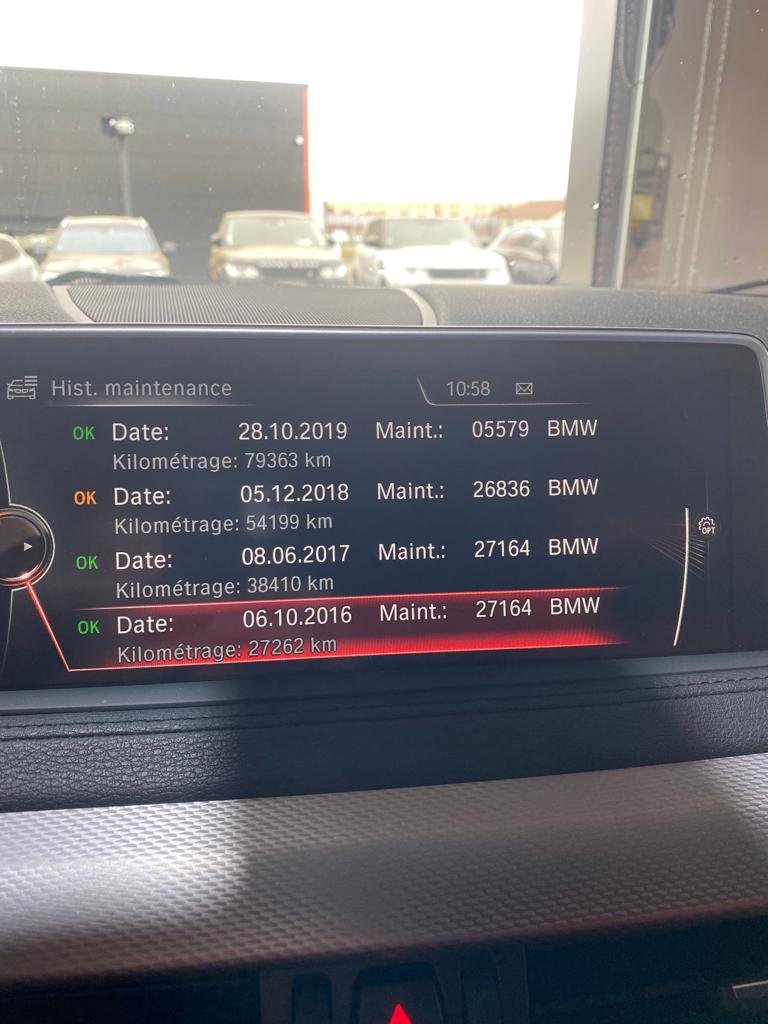 Hist. maintenance 10:58
OK Date: 28.10.2019 Maint.: 05579 BMW
Kilométrage: 79363 km
OK Date: 05.12.2018 Maint.: 26836 BMW
Kilométrage: 54199 km
OK Date: 08.06.2017 Maint.: 27164 BMW
Kilométrage: 38410 km
OK Date: 06.10.2016 Maint.: 27164 BMW
Kilométrage: 27262 km
OPT